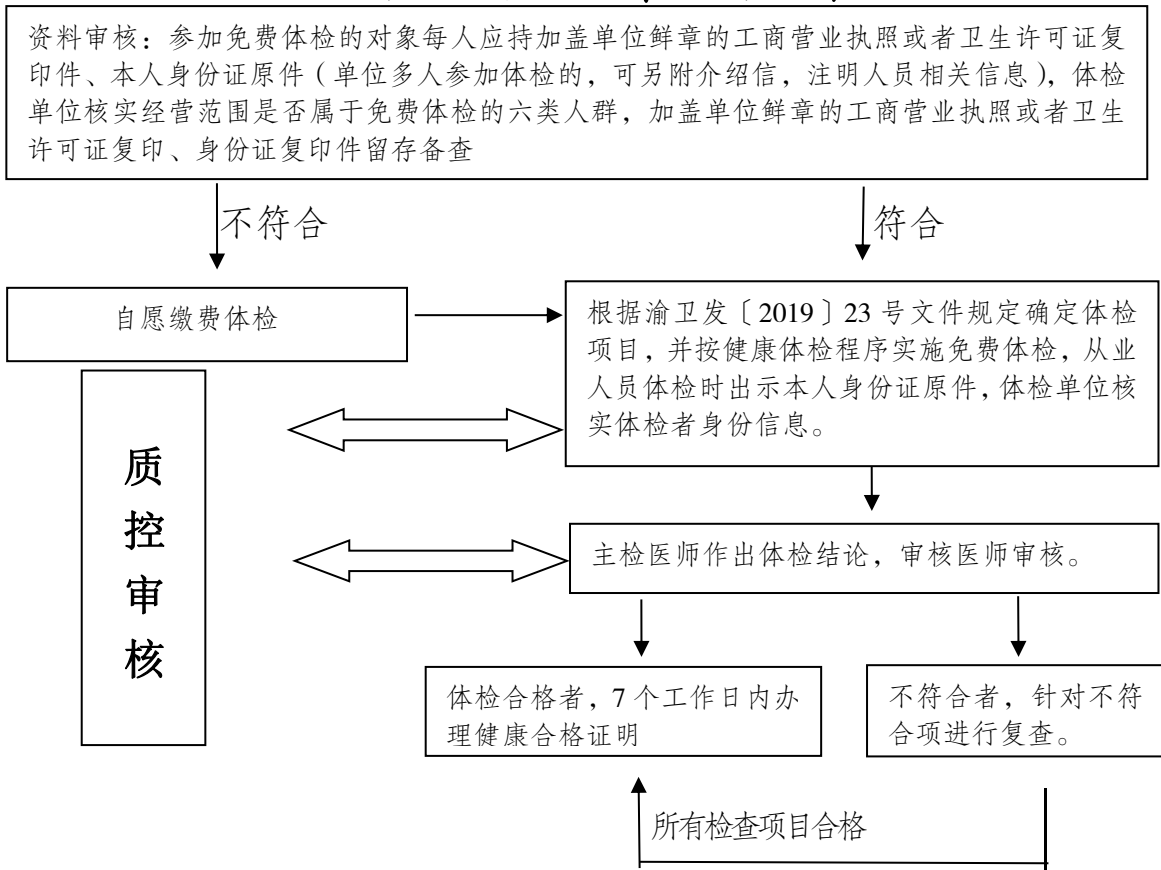 资料审核：参加免费体检的对象每人应持加盖单位鲜章的工商营业执照或者卫生许可证复
印件、本人身份证原件（单位多人参加体检的，可另附介绍信，注明人员相关信息），体检
单位核实经营范围是否属于免费体检的六类人群，加盖单位鲜章的工商营业执照或者卫生
许可证复印、身份证复印件留存备查
不符合
符合
自愿缴费体检
根据渝卫发〔2019〕23 号文件规定确定体检
项目，并按健康体检程序实施免费体检，从业
人员体检时出示本人身份证原件，体检单位核
实体检者身份信息。
质
控
审
核
主检医师作出体检结论，审核医师审核。
体检合格者，7 个工作日内办
理健康合格证明
不符合者，针对不符
合项进行复查。
所有检查项目合格